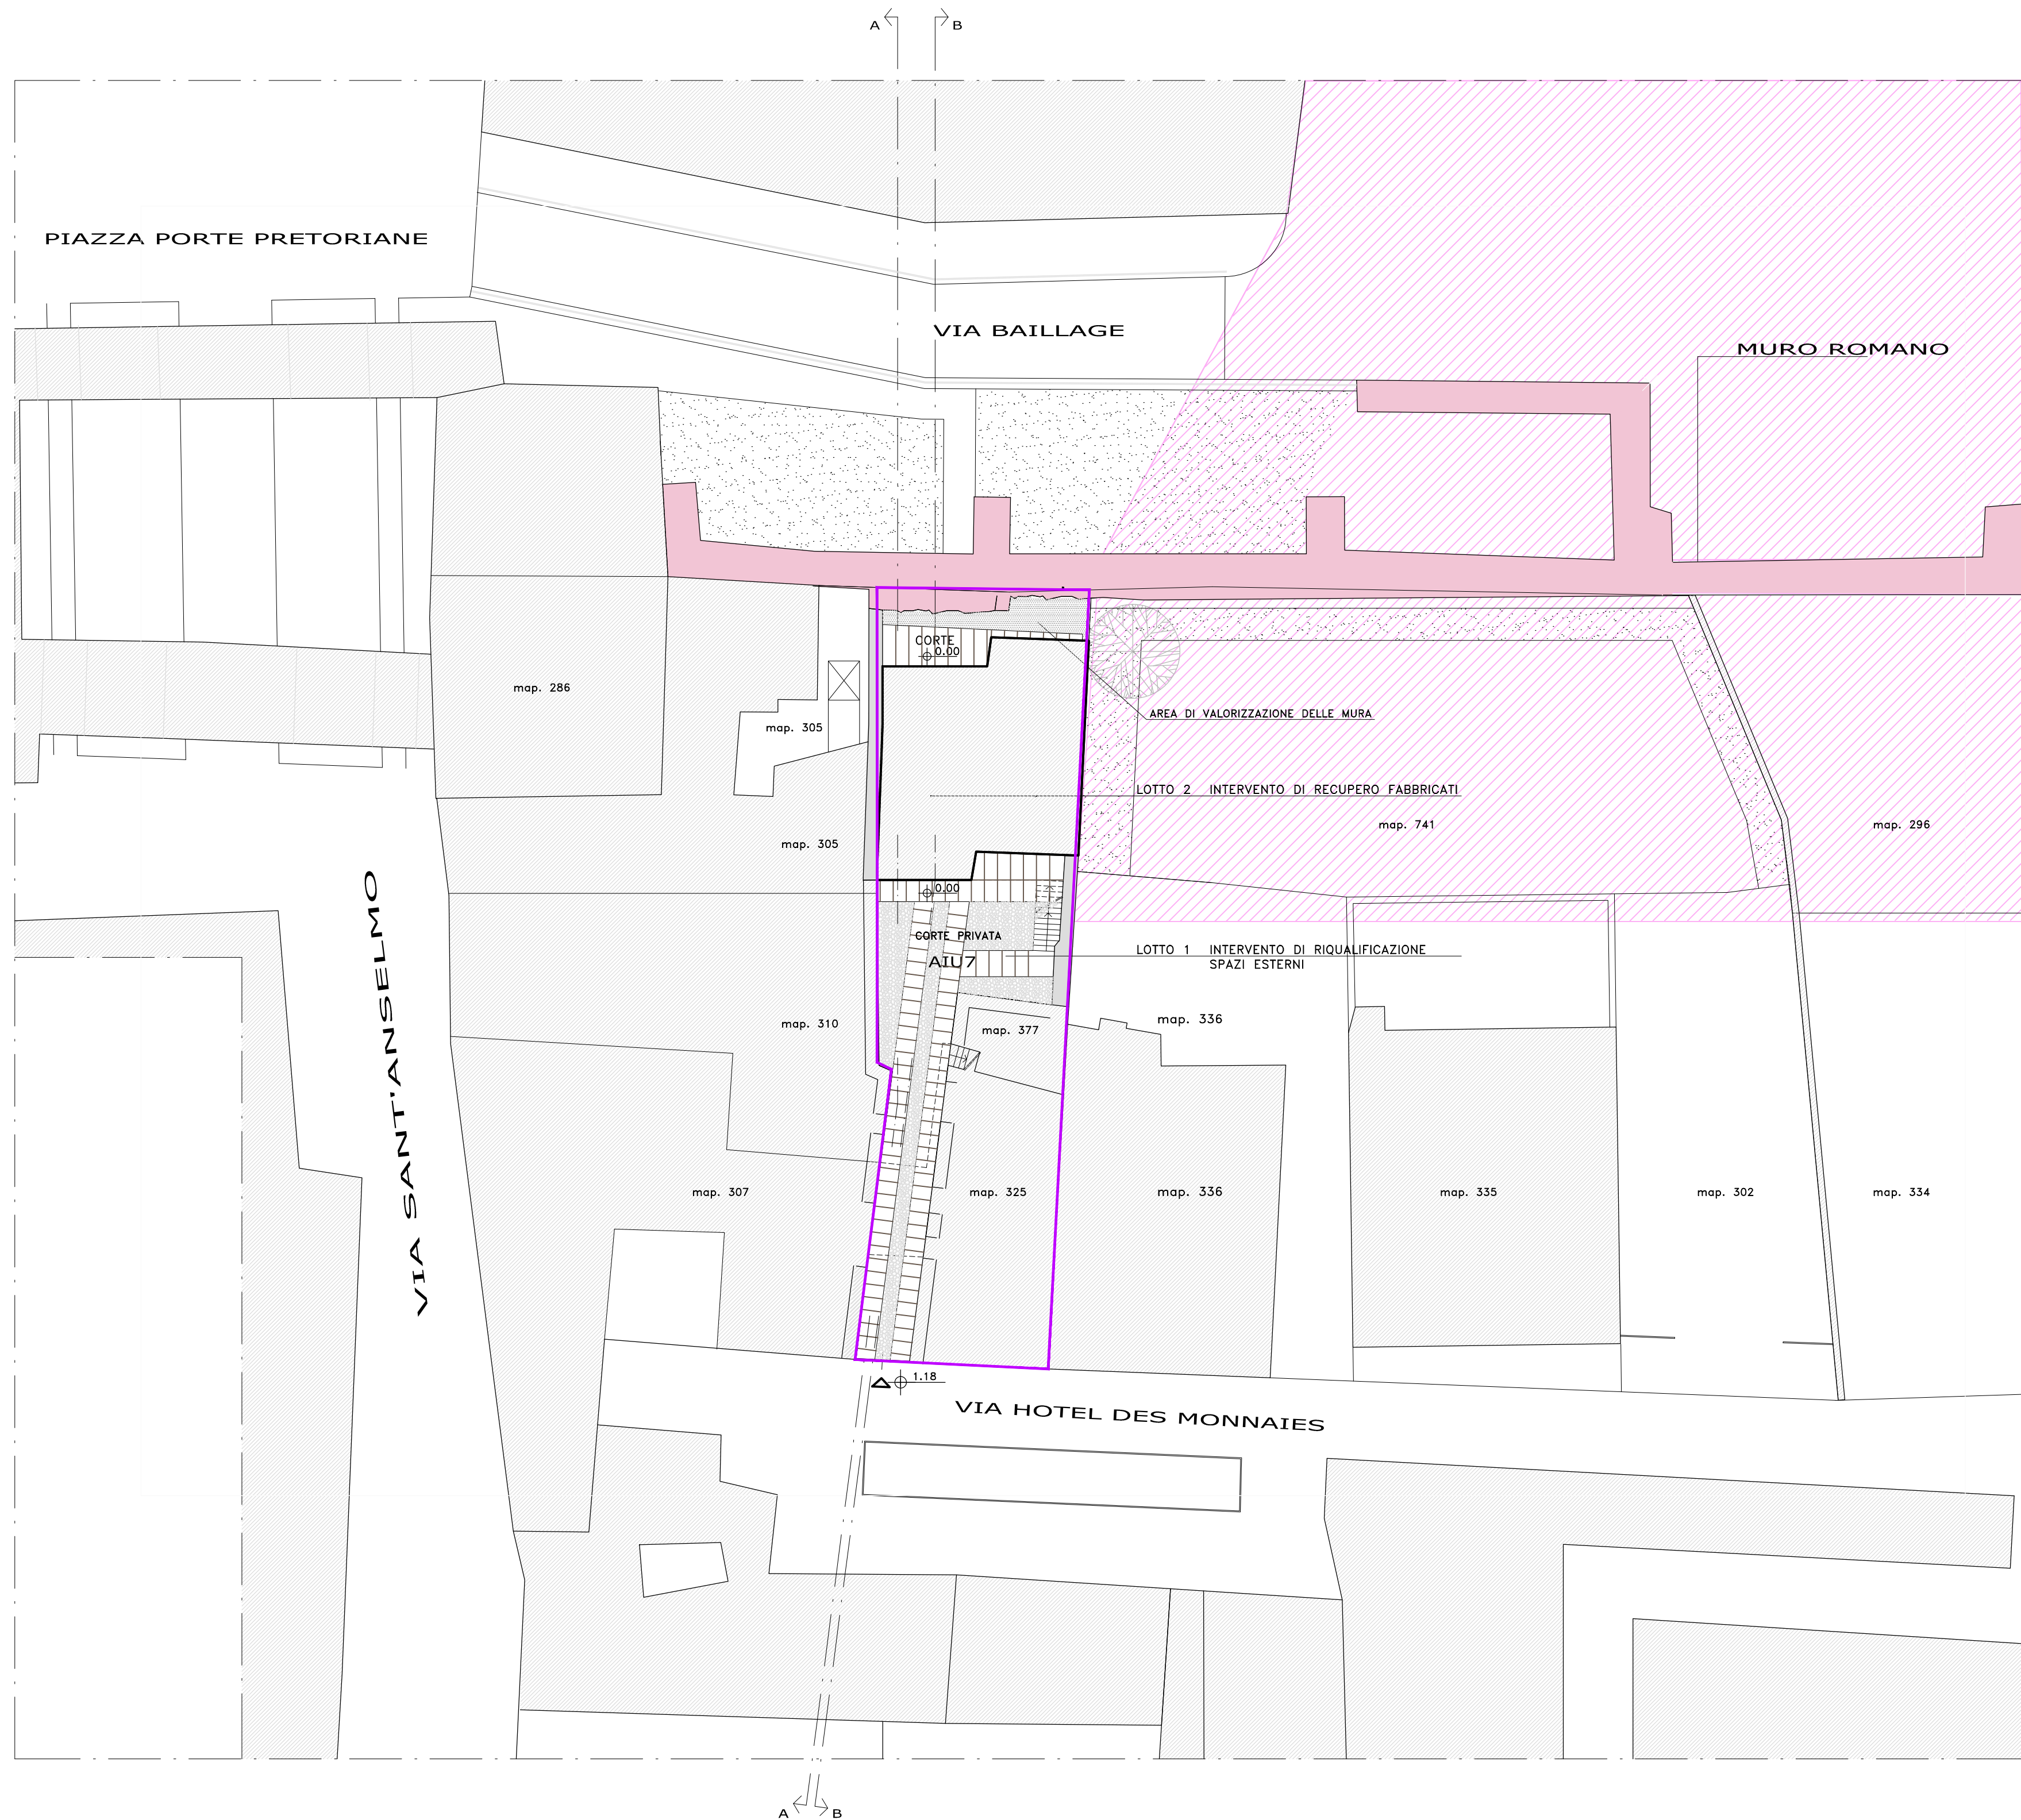 A B
PIAZZA PORTE PRETORIANE
VIA BAILLAGE
MURO ROMANO
CORTE
0.00
map. 286
AREA DI VALORIZZAZIONE DELLE MURA
map. 305
LOTTO 2 INTERVENTO DI RECUPERO FABBRICATI
map. 741
map. 296
map. 305
0.00
VIA SANT'ANSELMO
CORTE PRIVATA
LOTTO 1 INTERVENTO DI RIQUALIFICAZIONE
SPAZI ESTERNI
AIU7
map. 310
map. 377
map. 336
map. 307
map. 325
map. 336
map. 335
map. 302
map. 334
1.18
VIA HOTEL DES MONNAIES
A B